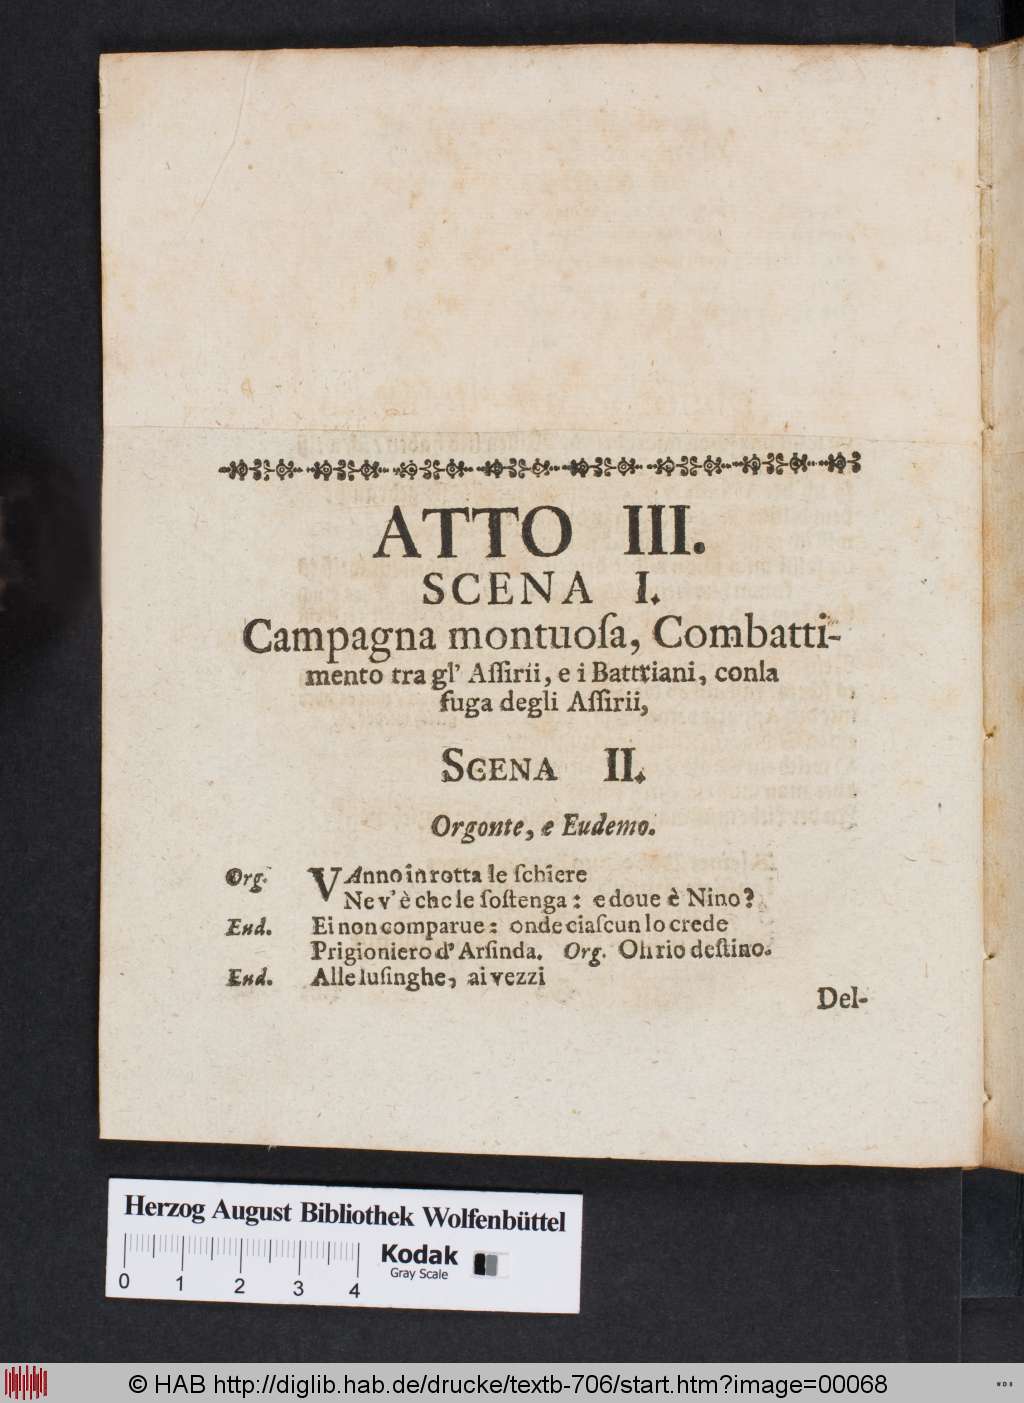 ATTO III.
SCENA I.
Campagna montuoſa, Combatti-
mento tra gl' Aſſirii, e i Battriani, conla
fuga degli Aſſirii,
SCENA II.
Orgonte, e Eudemo.
Org. VAnno in rotta le ſchiere
Ne v' è chc le ſoſtenga: e doue è Nino?
Eud. Ei non comparue: onde ciaſcun lo crede
Prigioniero d' Arſinda. Org. Oh rio deſtino.
Eud. Alle luſinghe, ai vezzi
Del-
Herzog August Bibliothek Wolfenbüttel
Kodak
Gray Scale
0 1 2 3 4
© HAB http://diglib.hab.de/drucke/textb-706/start.htm?image=00068